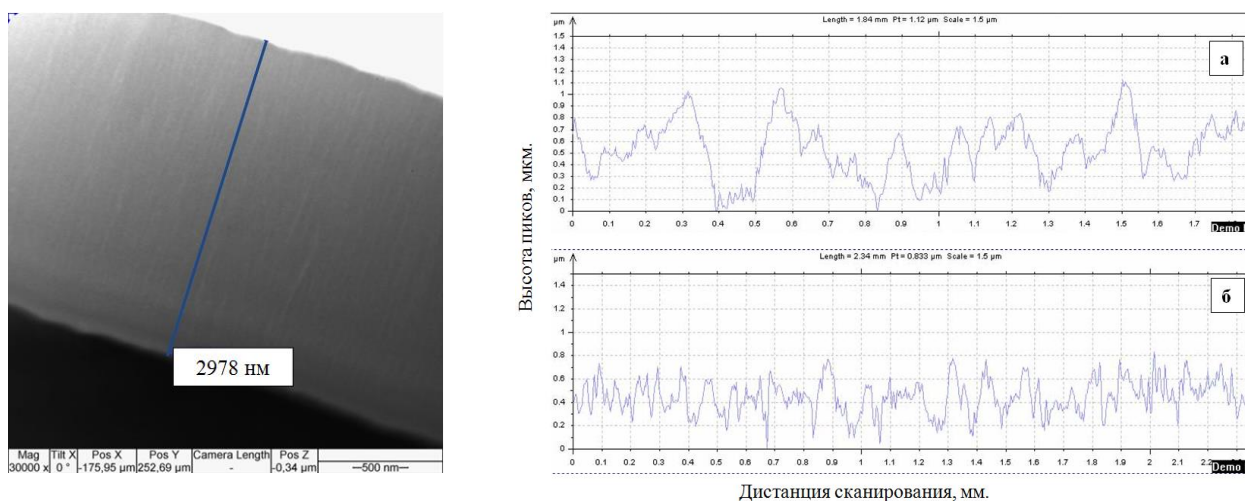 2978 нм
Mag Tilt X Pos X Pos Y Camera Length Pos Z
30000 x 0 ° -175,95 µm 252,69 µm - -0,34 µm —500 nm—
Высота пиков, мкм.
Length = 1.84 mm Pt = 1.12 µm Scale = 1.5 µm
µm
а
1.5
1.4
1.3
1.2
1.1
1
0.9
0.8
0.7
0.6
0.5
0.4
0.3
0.2
0.1
0
0 0.1 0.2 0.3 0.4 0.5 0.6 0.7 0.8 0.9 1 1.1 1.2 1.3 1.4 1.5 1.6 1.7
Demo
Length = 2.34 mm Pt = 0.833 µm Scale = 1.5 µm
µm
б
1.4
1.2
1
0.8
0.6
0.4
0.2
0
0 0.1 0.2 0.3 0.4 0.5 0.6 0.7 0.8 0.9 1 1.1 1.2 1.3 1.4 1.5 1.6 1.7 1.8 1.9 2 2.1 2.2
Demo
Дистанция сканирования, мм.